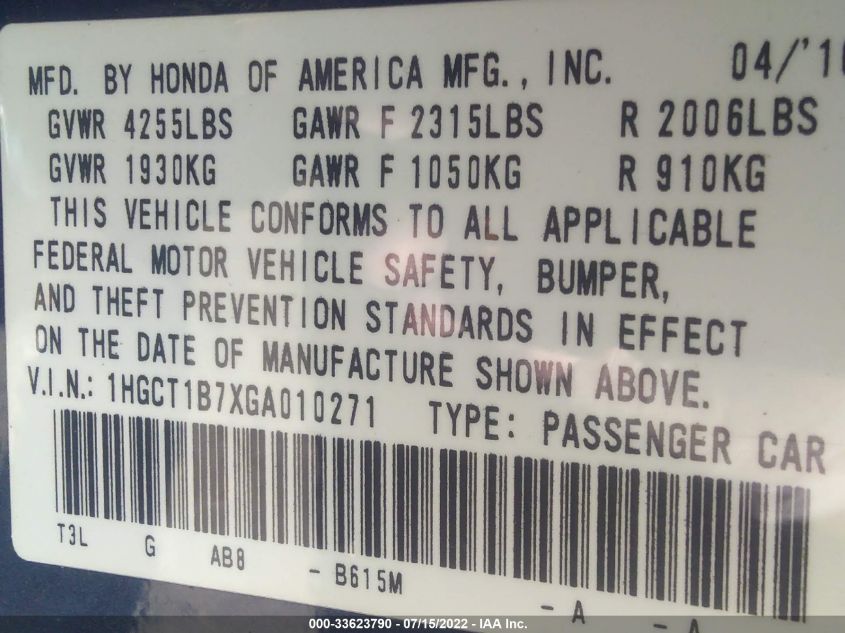 MFD. BY HONDA OF AMERICA MFG., INC. 04/'16
GVWR 4255LBS GAWR F 2315LBS R 2006LBS
GVWR 1930KG GAWR F 1050KG R 910KG
THIS VEHICLE CONFORMS TO ALL APPLICABLE
FEDERAL MOTOR VEHICLE SAFETY, BUMPER,
AND THEFT PREVENTION STANDARDS IN EFFECT
ON THE DATE OF MANUFACTURE SHOWN ABOVE.
V.I.N.: 1HGCT1B7XGA010271 TYPE: PASSENGER CAR
T3L G AB8 - B615M - A - A
000-33623790 - 07/15/2022 - IAA Inc.